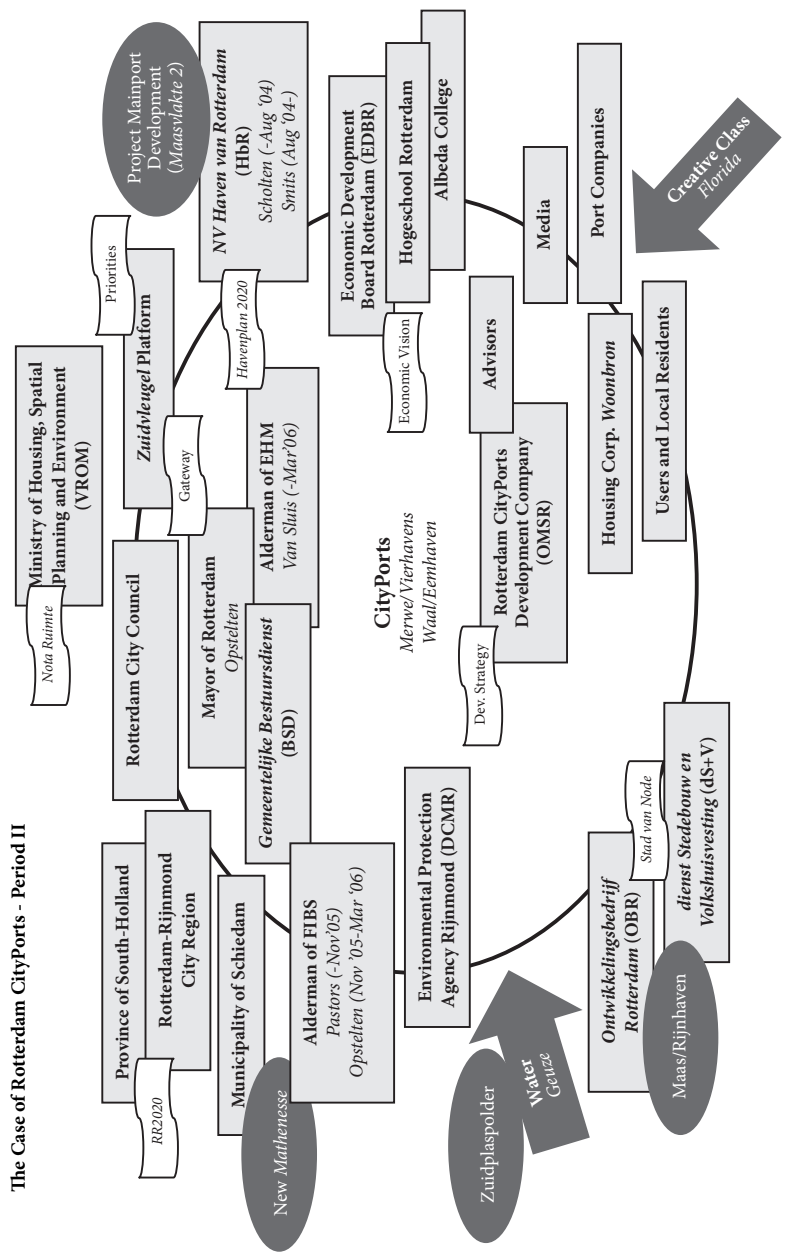 The Case of Rotterdam CityPorts - Period II
Province of South-Holland
Rotterdam-Rijnmond
City Region
RR2020
Municipality of Schiedam
New Mathenesse
Alderman of FIBS
Pastors (-Nov'05)
Opstelten (Nov '05-Mar ‘06)
Environmental Protection
Agency Rijnmond (DCMR)
Zuidplaspolder
Water
Geuze
Ontwikkelingsbedrijf
Rotterdam (OBR)
Maas/Rijnhaven
Stad van Node
dienst Stedebouw en
Volkshuisvesting (dS+V)
Nota Ruimte
Ministry of Housing, Spatial
Planning and Environment
(VROM)
Rotterdam City Council
Zuidvleugel Platform
Priorities
Gateway
Mayor of Rotterdam
Opstelten
Gemeentelijke Bestuursdienst
(BSD)
Alderman of EHM
Van Sluis (-Mar'06)
Havenplan 2020
CityPorts
Merwe/Vierhavens
Waal/Eemhaven
Dev. Strategy
Rotterdam CityPorts
Development Company
(OMSR)
Advisors
Economic Vision
Project Mainport
Development
(Maasvlakte 2)
NV Haven van Rotterdam
(HbR)
Scholten (-Aug ‘04)
Smits (Aug ‘04-)
Economic Development
Board Rotterdam (EDBR)
Hogeschool Rotterdam
Albeda College
Media
Port Companies
Housing Corp. Woonbron
Users and Local Residents
Creative Class
Florida